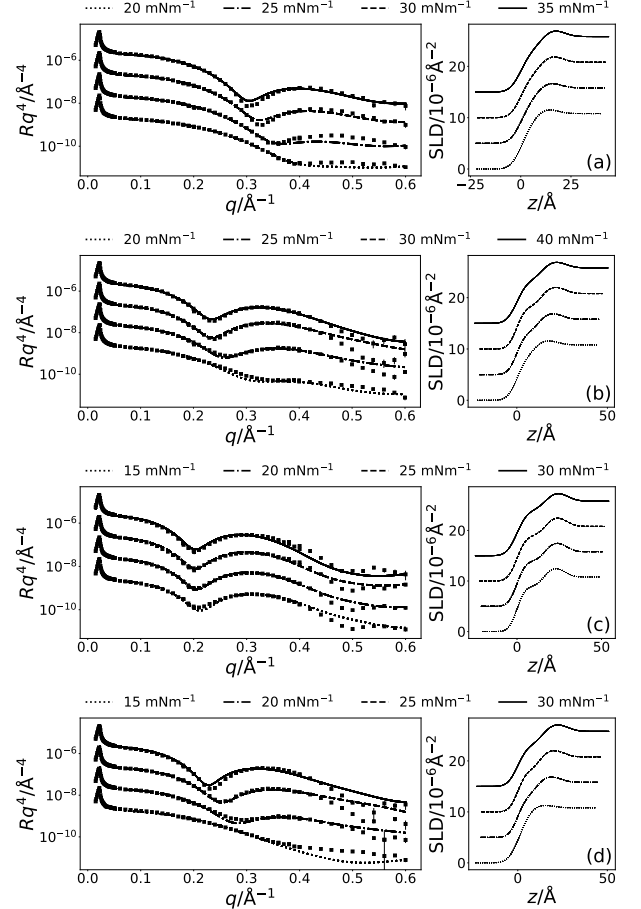 20 mNm⁻¹ 25 mNm⁻¹ 30 mNm⁻¹ 35 mNm⁻¹
10⁻⁶
10⁻⁸
10⁻¹⁰
Rq⁴/Å⁻⁴
0.0 0.1 0.2 0.3 0.4 0.5 0.6
q/Å⁻¹
20
10
0
SLD/10⁻⁶Å⁻²
(a)
−25 0 25
z/Å
20 mNm⁻¹ 25 mNm⁻¹ 30 mNm⁻¹ 40 mNm⁻¹
10⁻⁶
10⁻⁸
10⁻¹⁰
Rq⁴/Å⁻⁴
0.0 0.1 0.2 0.3 0.4 0.5 0.6
q/Å⁻¹
20
10
0
SLD/10⁻⁶Å⁻²
(b)
0 50
z/Å
15 mNm⁻¹ 20 mNm⁻¹ 25 mNm⁻¹ 30 mNm⁻¹
10⁻⁶
10⁻⁸
10⁻¹⁰
Rq⁴/Å⁻⁴
0.0 0.1 0.2 0.3 0.4 0.5 0.6
q/Å⁻¹
20
10
0
SLD/10⁻⁶Å⁻²
(c)
0 50
z/Å
15 mNm⁻¹ 20 mNm⁻¹ 25 mNm⁻¹ 30 mNm⁻¹
10⁻⁶
10⁻⁸
10⁻¹⁰
Rq⁴/Å⁻⁴
0.0 0.1 0.2 0.3 0.4 0.5 0.6
q/Å⁻¹
20
10
0
SLD/10⁻⁶Å⁻²
(d)
0 50
z/Å